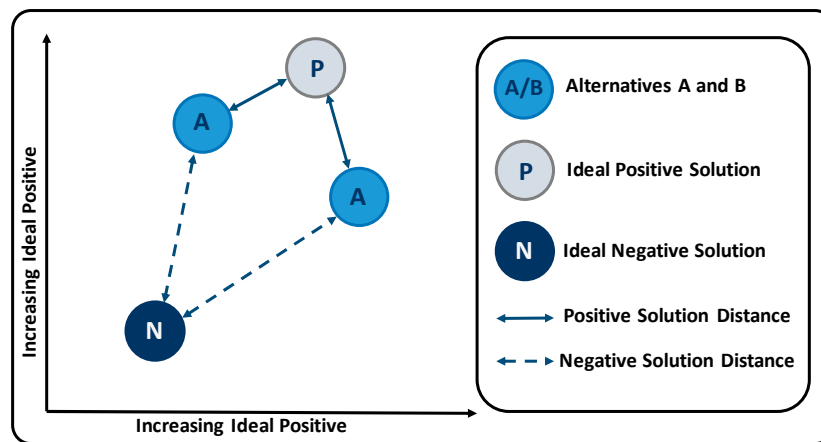 P
A
A
N
Increasing Ideal Positive
Increasing Ideal Positive
A/B
Alternatives A and B
P
Ideal Positive Solution
N
Ideal Negative Solution
Positive Solution Distance
Negative Solution Distance